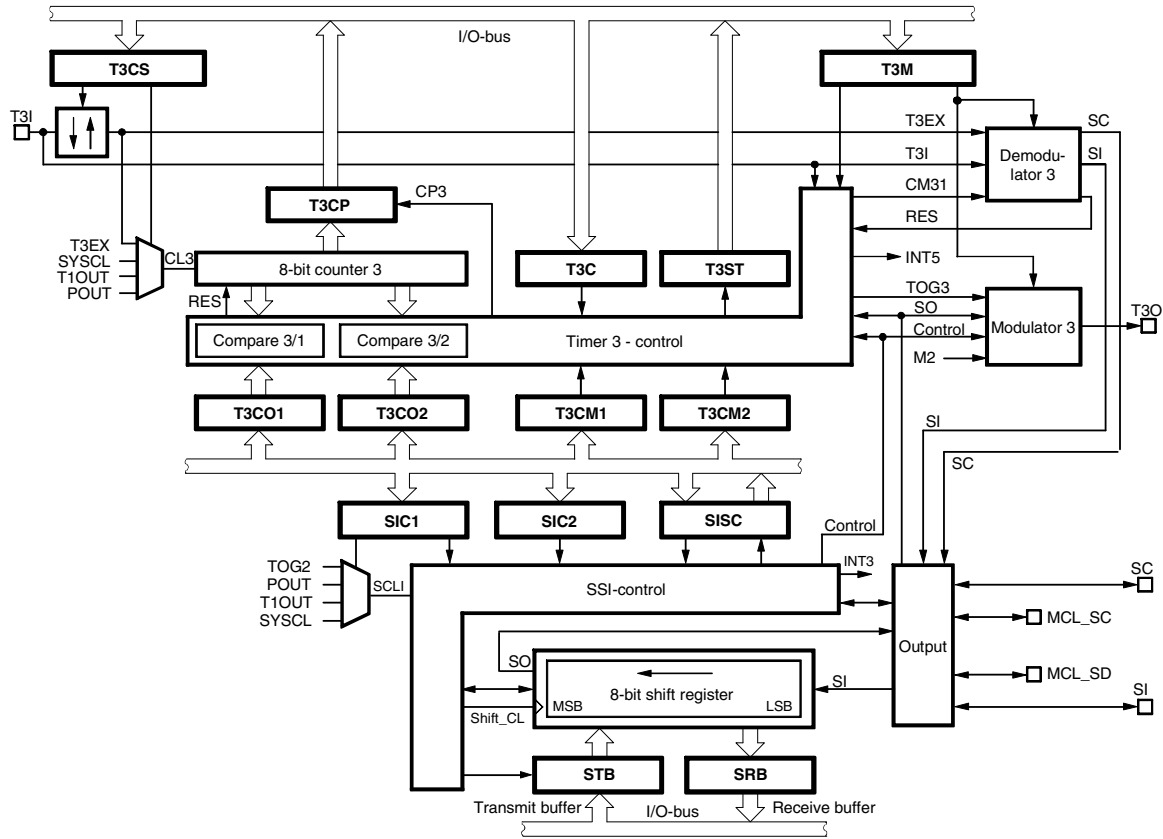 I/O-bus
T3CS
T3M
T3I
T3EX
SC
T3I
SI
Demodu-
lator 3
CM31
CP3
T3CP
RES
T3EX
SYSCL
T1OUT
POUT
CL3
8-bit counter 3
T3C
T3ST
INT5
RES
TOG3
SO
Control
M2
Modulator 3
T3O
Compare 3/1
Compare 3/2
Timer 3 - control
T3CO1
T3CO2
T3CM1
T3CM2
SI
SC
SIC1
SIC2
SISC
Control
TOG2
POUT
T1OUT
SYSCL
SCLI
SSI-control
INT3
SC
MCL_SC
Output
SO
8-bit shift register
MSB
LSB
SI
MCL_SD
SI
Shift_CL
STB
SRB
Transmit buffer
I/O-bus
Receive buffer